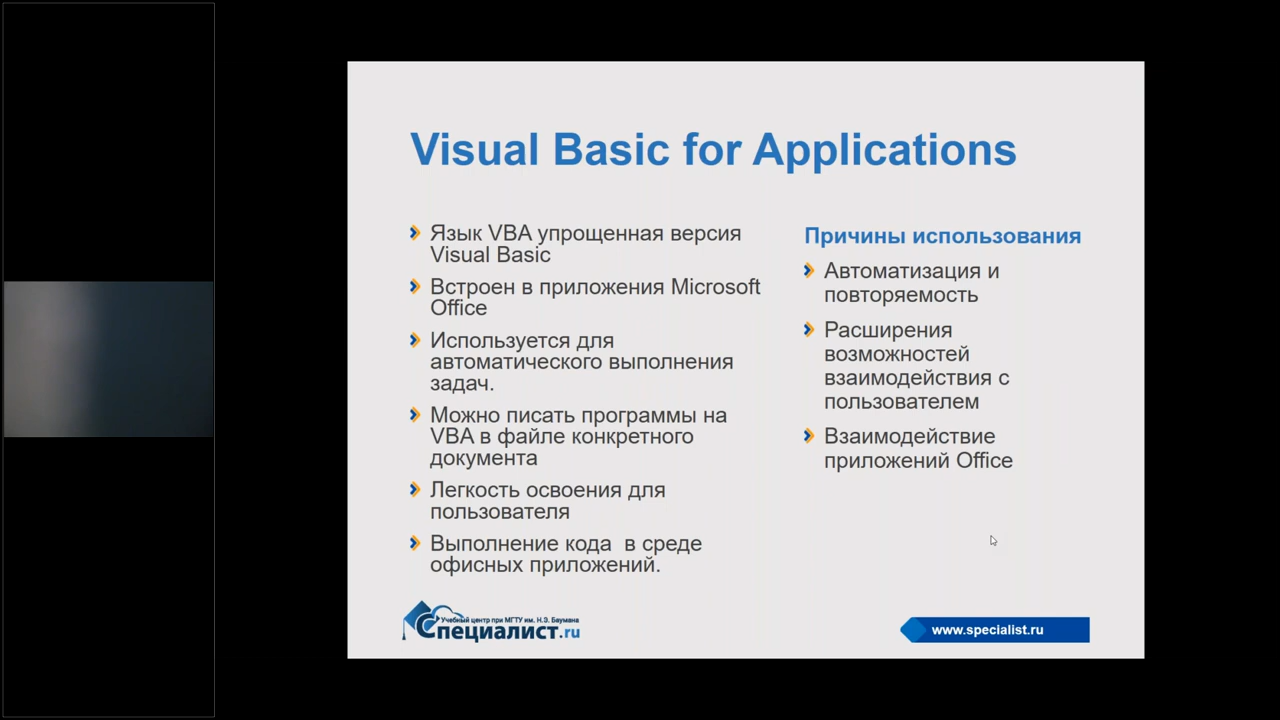 Visual Basic for Applications
Язык VBA упрощенная версия
Visual Basic
Встроен в приложения Microsoft
Office
Используется для
автоматического выполнения
задач.
Можно писать программы на
VBA в файле конкретного
документа
Легкость освоения для
пользователя
Выполнение кода в среде
офисных приложений.
Причины использования
Автоматизация и
повторяемость
Расширения
возможностей
взаимодействия с
пользователем
Взаимодействие
приложений Office
Учебный центр при МГТУ им. Н.Э. Баумана
Специалист.ru
www.specialist.ru